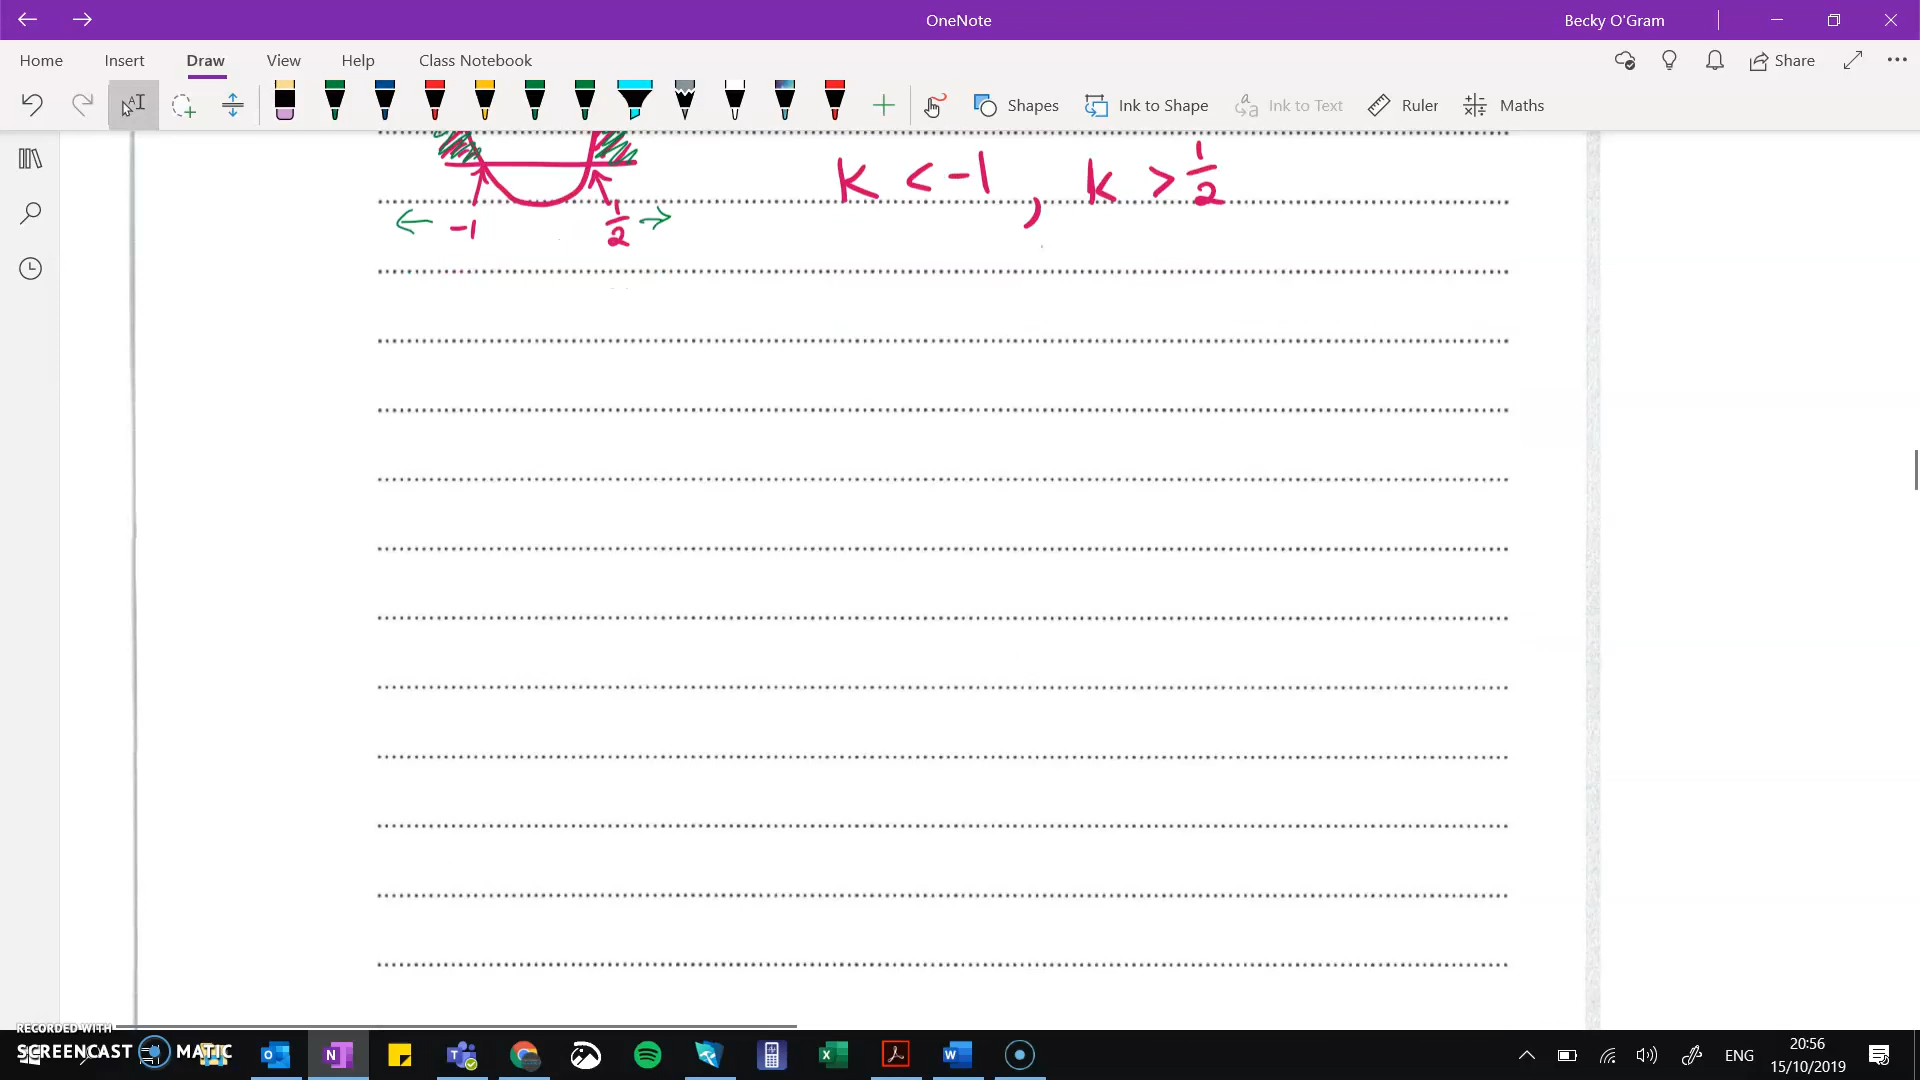 OneNote
Becky O'Gram
Home Insert Draw View Help Class Notebook
Share
Shapes Ink to Shape Ink to Text Ruler Maths
k < -1 , k > 1/2
-1 1/2
RECORDED WITH
SCREENCAST MATIC
ENG
20:56
15/10/2019